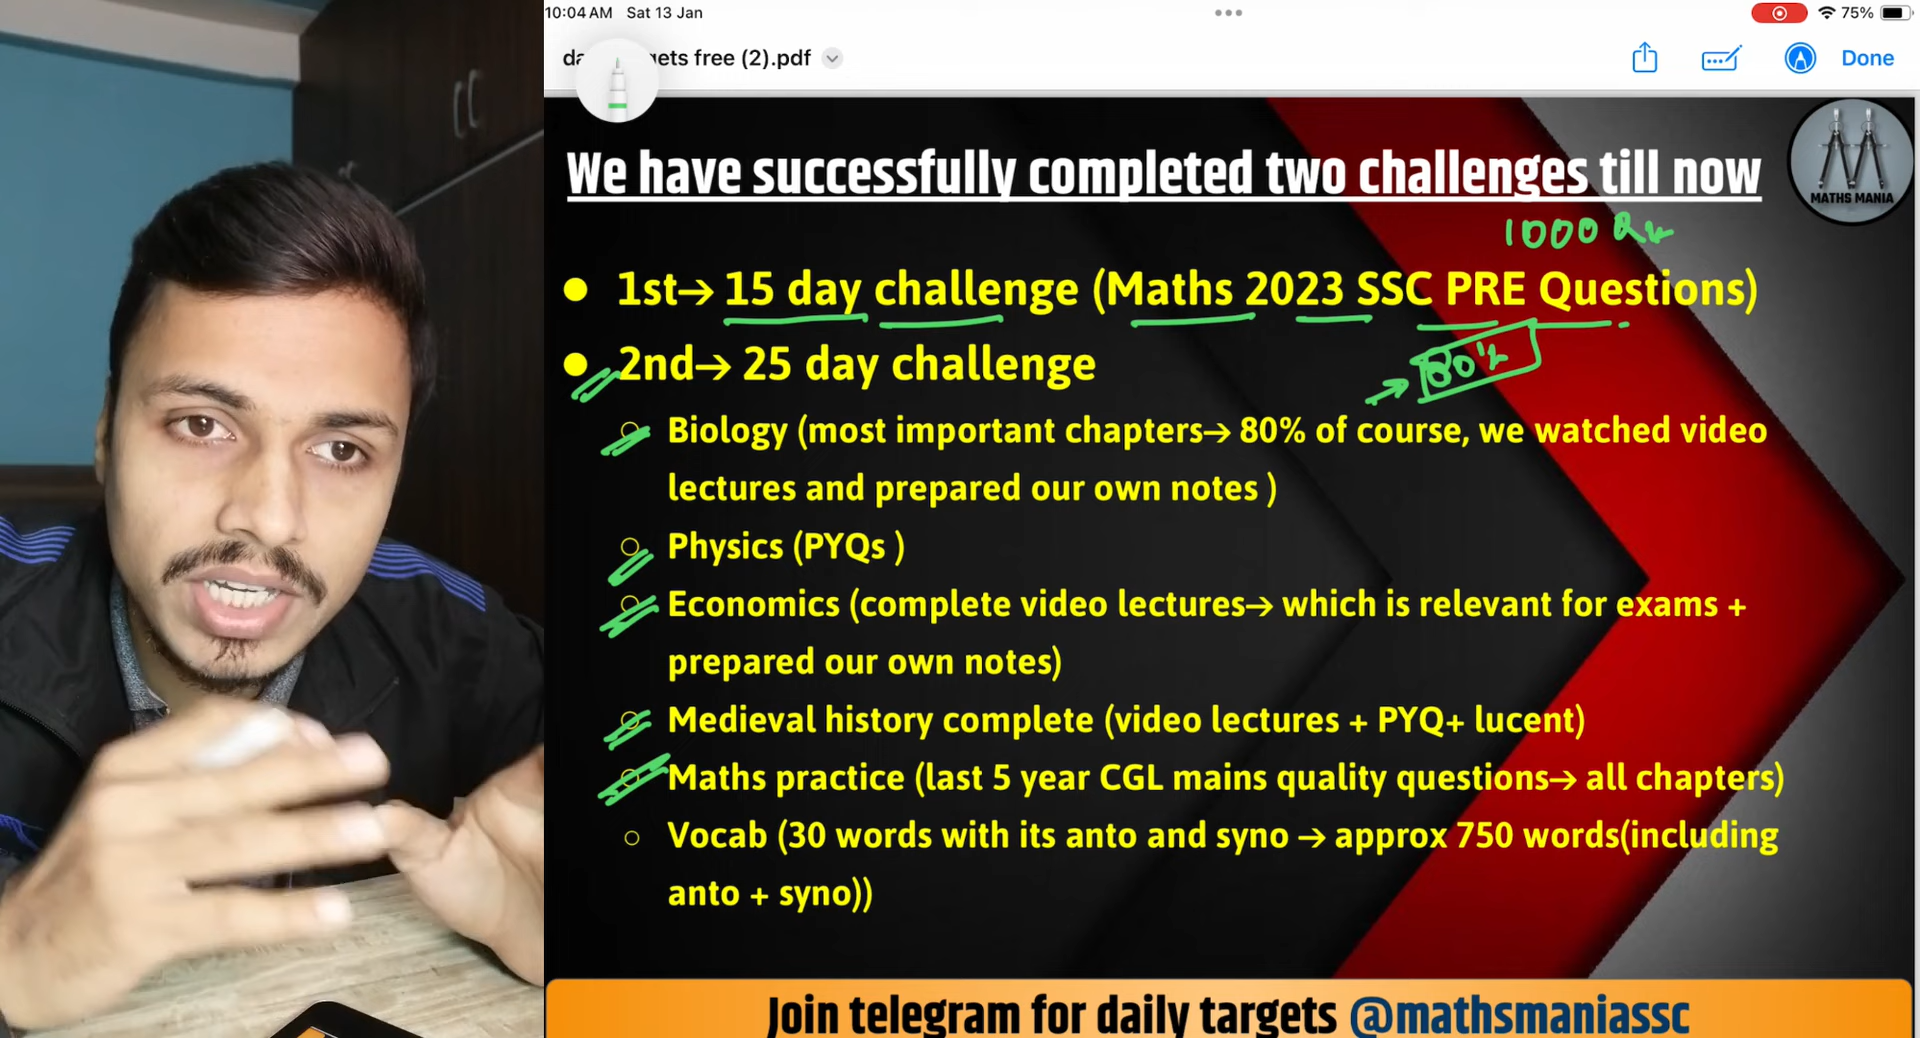 10:04 AM Sat 13 Jan
75%
gets free (2).pdf
Done
We have successfully completed two challenges till now
MATHS MANIA
1000
● 1st→ 15 day challenge (Maths 2023 SSC PRE Questions)
● 2nd→ 25 day challenge
○ Biology (most important chapters→ 80% of course, we watched video
lectures and prepared our own notes )
○ Physics (PYQs )
○ Economics (complete video lectures→ which is relevant for exams +
prepared our own notes)
○ Medieval history complete (video lectures + PYQ+ lucent)
○ Maths practice (last 5 year CGL mains quality questions→ all chapters)
○ Vocab (30 words with its anto and syno → approx 750 words(including
anto + syno))
Join telegram for daily targets @mathsmaniassc